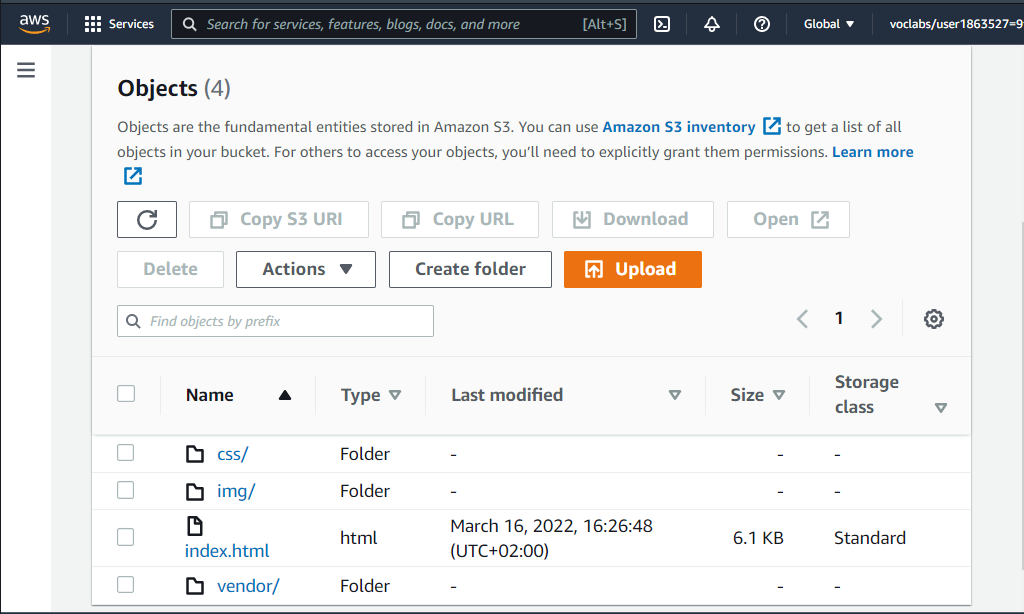 aws Services Search for services, features, blogs, docs, and more [Alt+S] Global ▼ voclabs/user1863527=9
Objects (4)
Objects are the fundamental entities stored in Amazon S3. You can use Amazon S3 inventory to get a list of all
objects in your bucket. For others to access your objects, you'll need to explicitly grant them permissions. Learn more
Copy S3 URI Copy URL Download Open
Delete Actions ▼ Create folder Upload
Find objects by prefix 1
Name ▲ Type Last modified Size Storage
class
css/ Folder - - -
img/ Folder - - -
index.html html March 16, 2022, 16:26:48 6.1 KB Standard
(UTC+02:00)
vendor/ Folder - - -